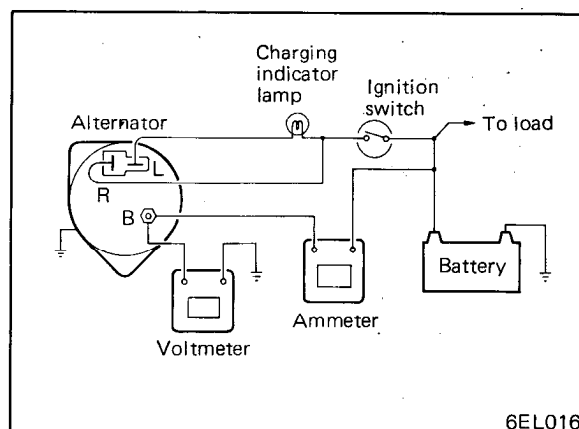 Charging
indicator
lamp
Ignition
switch
Alternator
To load
L
R
B
Battery
Ammeter
Voltmeter
6EL016